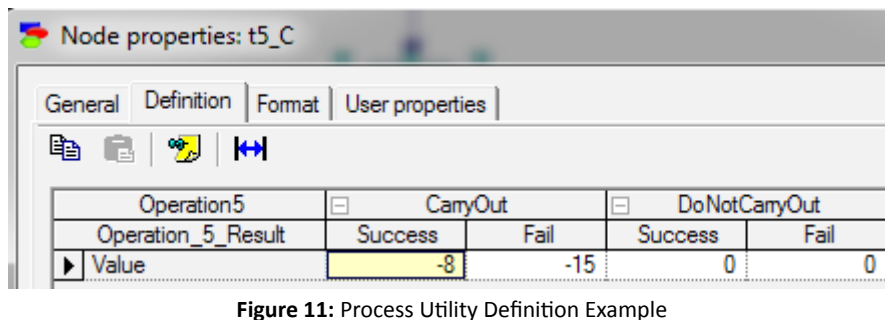 Node properties: t5_C
General Definition Format User properties
Operation5 CarryOut DoNotCarryOut
Operation_5_Result Success Fail Success Fail
Value -8 -15 0 0
Figure 11: Process Utility Definition Example